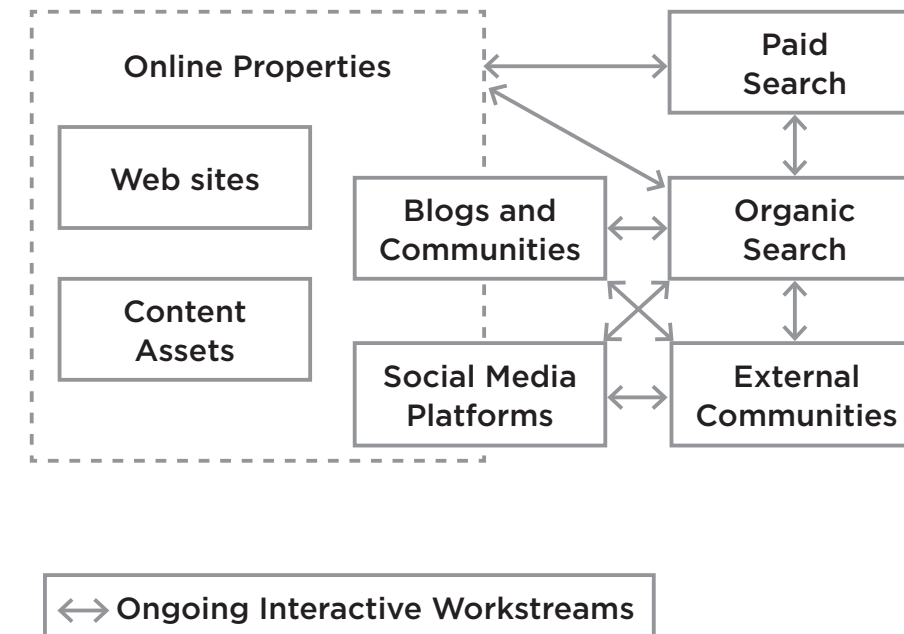 Online Properties
Paid
Search
Web sites
Blogs and
Communities
Organic
Search
Content
Assets
Social Media
Platforms
External
Communities
Ongoing Interactive Workstreams